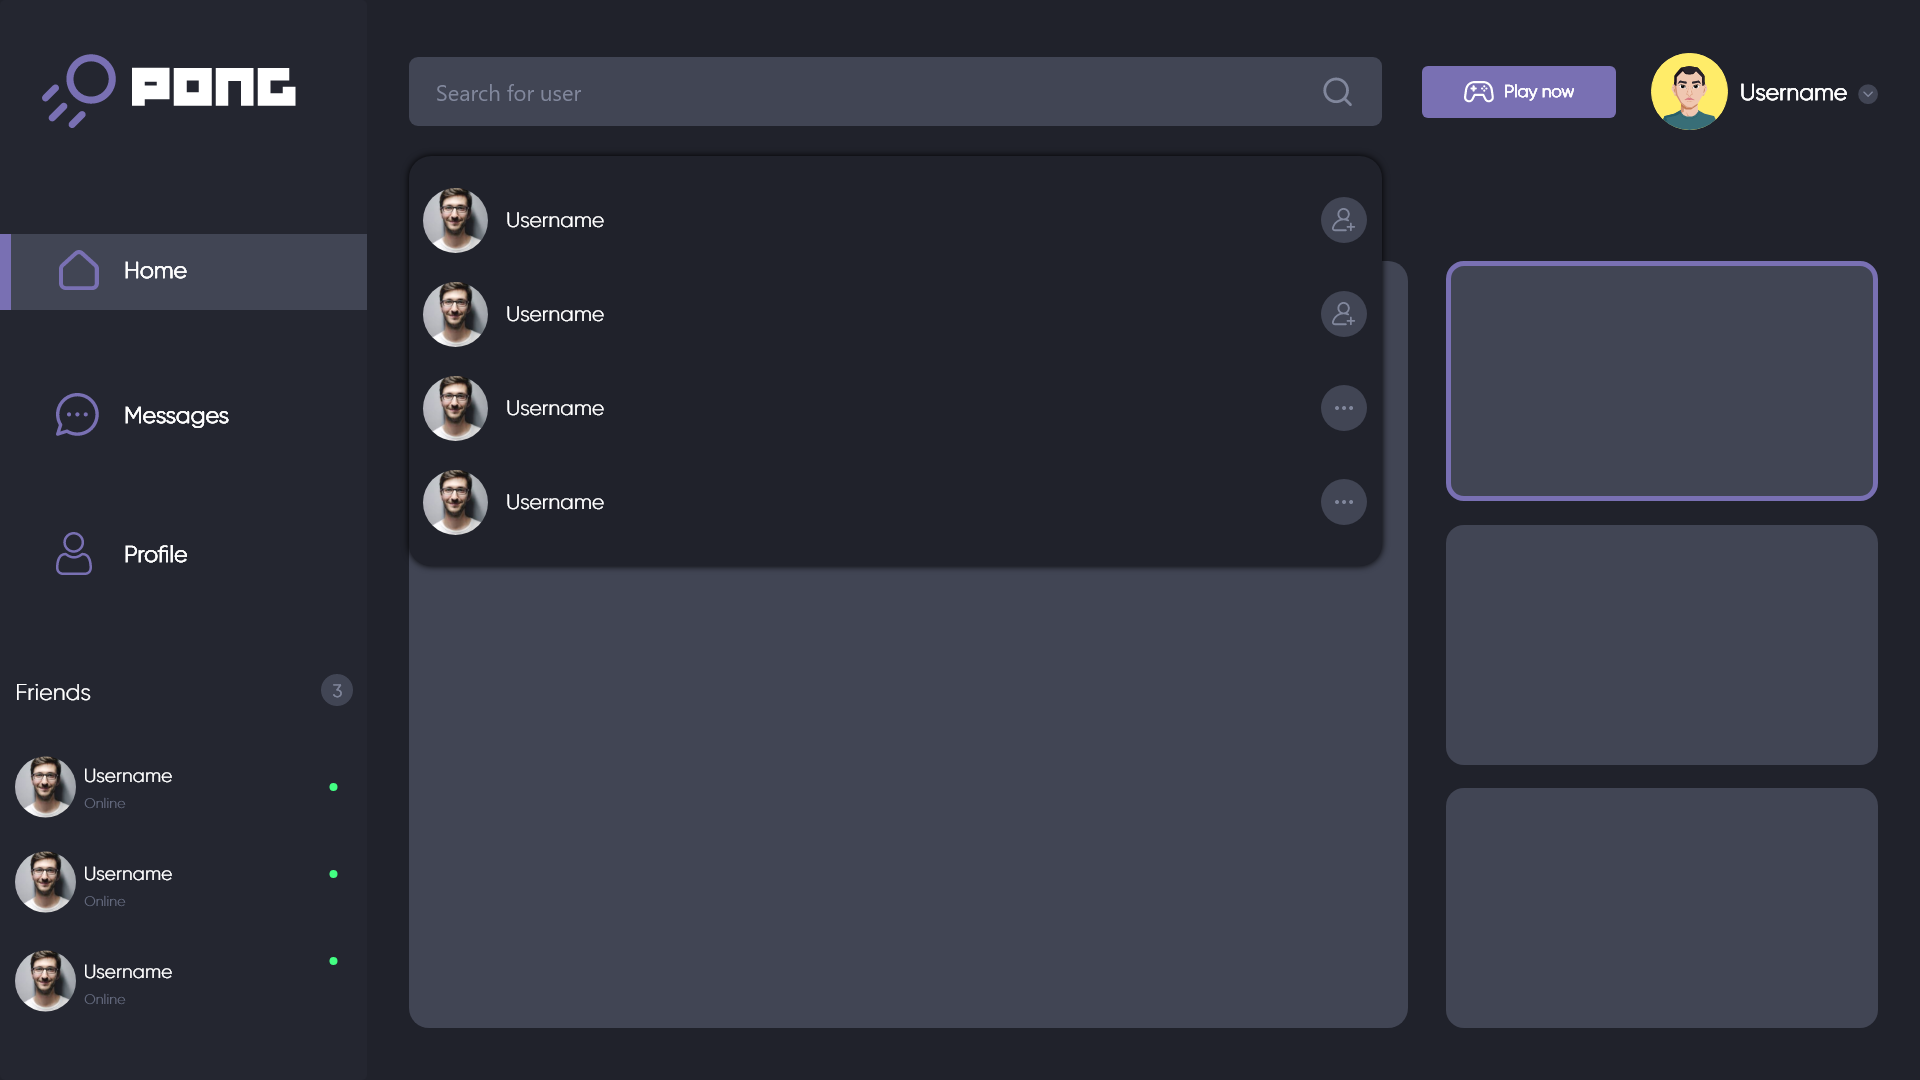 PONG
Search for user
Play now
Username
Username
Username
Username
Username
Home
Messages
Profile
Friends
3
Username
Online
Username
Online
Username
Online